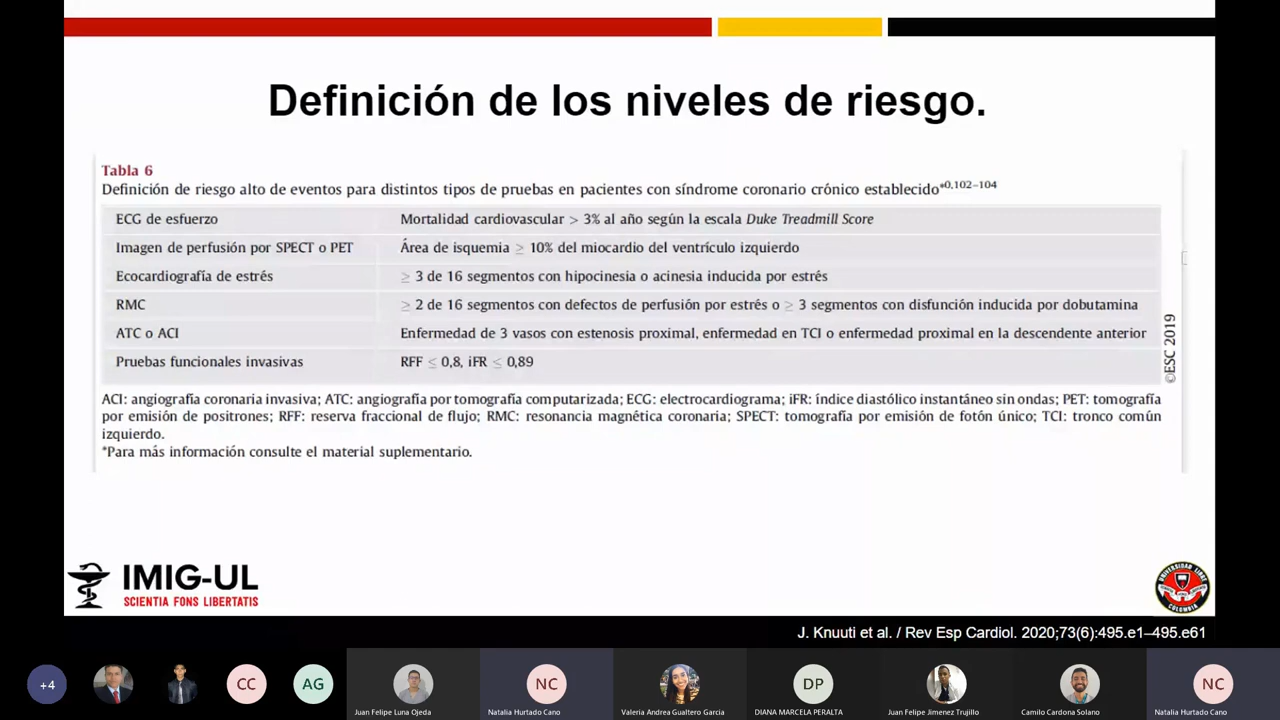 Definición de los niveles de riesgo.
Tabla 6
Definición de riesgo alto de eventos para distintos tipos de pruebas en pacientes con síndrome coronario crónico establecido*0,102–104
ECG de esfuerzo Mortalidad cardiovascular > 3% al año según la escala Duke Treadmill Score
Imagen de perfusión por SPECT o PET Área de isquemia ≥ 10% del miocardio del ventrículo izquierdo
Ecocardiografía de estrés ≥ 3 de 16 segmentos con hipocinesia o acinesia inducida por estrés
RMC ≥ 2 de 16 segmentos con defectos de perfusión por estrés o ≥ 3 segmentos con disfunción inducida por dobutamina
ATC o ACI Enfermedad de 3 vasos con estenosis proximal, enfermedad en TCI o enfermedad proximal en la descendente anterior
Pruebas funcionales invasivas RFF ≤ 0,8, iFR ≤ 0,89
©ESC 2019
ACI: angiografía coronaria invasiva; ATC: angiografía por tomografía computarizada; ECG: electrocardiograma; iFR: índice diastólico instantáneo sin ondas; PET: tomografía
por emisión de positrones; RFF: reserva fraccional de flujo; RMC: resonancia magnética coronaria; SPECT: tomografía por emisión de fotón único; TCI: tronco común
izquierdo.
*Para más información consulte el material suplementario.
IMIG-UL
SCIENTIA FONS LIBERTATIS
UNIVERSIDAD LIBRE
COLOMBIA
J. Knuuti et al. / Rev Esp Cardiol. 2020;73(6):495.e1–495.e61
+4
CC
AG
Juan Felipe Luna Ojeda
NC
Natalia Hurtado Cano
Valeria Andrea Gualtero Garcia
DP
DIANA MARCELA PERALTA
Juan Felipe Jimenez Trujillo
Camilo Cardona Solano
NC
Natalia Hurtado Cano